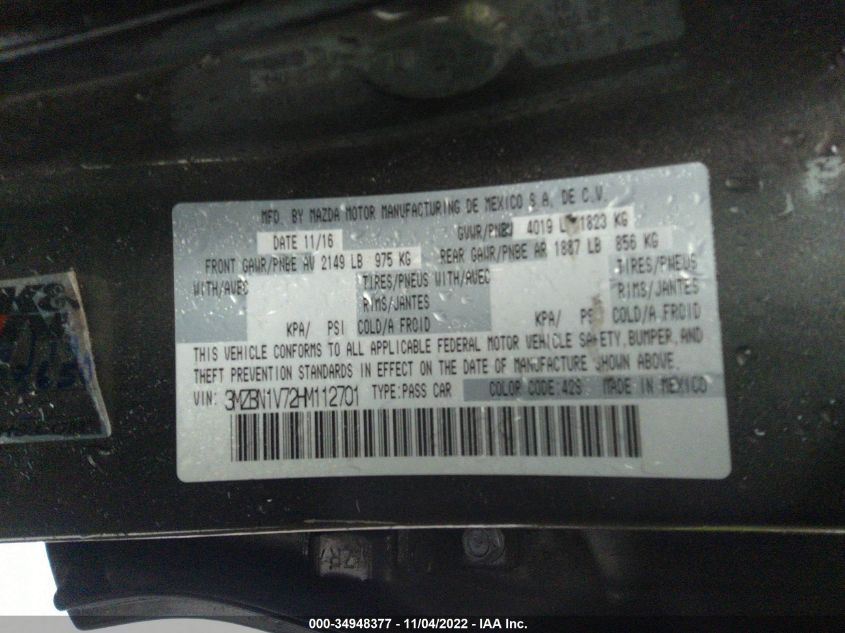 MFD. BY MAZDA MOTOR MANUFACTURING DE MEXICO S.A. DE C.V.
DATE 11/16 GVWR/PNBV 4019 LB 1823 KG
FRONT GAWR/PNBE AV 2149 LB 975 KG REAR GAWR/PNBE AR 1887 LB 856 KG
WITH/AVEC TIRES/PNEUS WITH/AVEC TIRES/PNEUS
RIMS/JANTES RIMS/JANTES
KPA/ PSI COLD/A FROID KPA/ PSI COLD/A FROID
THIS VEHICLE CONFORMS TO ALL APPLICABLE FEDERAL MOTOR VEHICLE SAFETY, BUMPER, AND
THEFT PREVENTION STANDARDS IN EFFECT ON THE DATE OF MANUFACTURE SHOWN ABOVE.
VIN: 3MZBN1V72HM112701 TYPE:PASS CAR COLOR CODE:42S MADE IN MEXICO
000-34948377 - 11/04/2022 - IAA Inc.